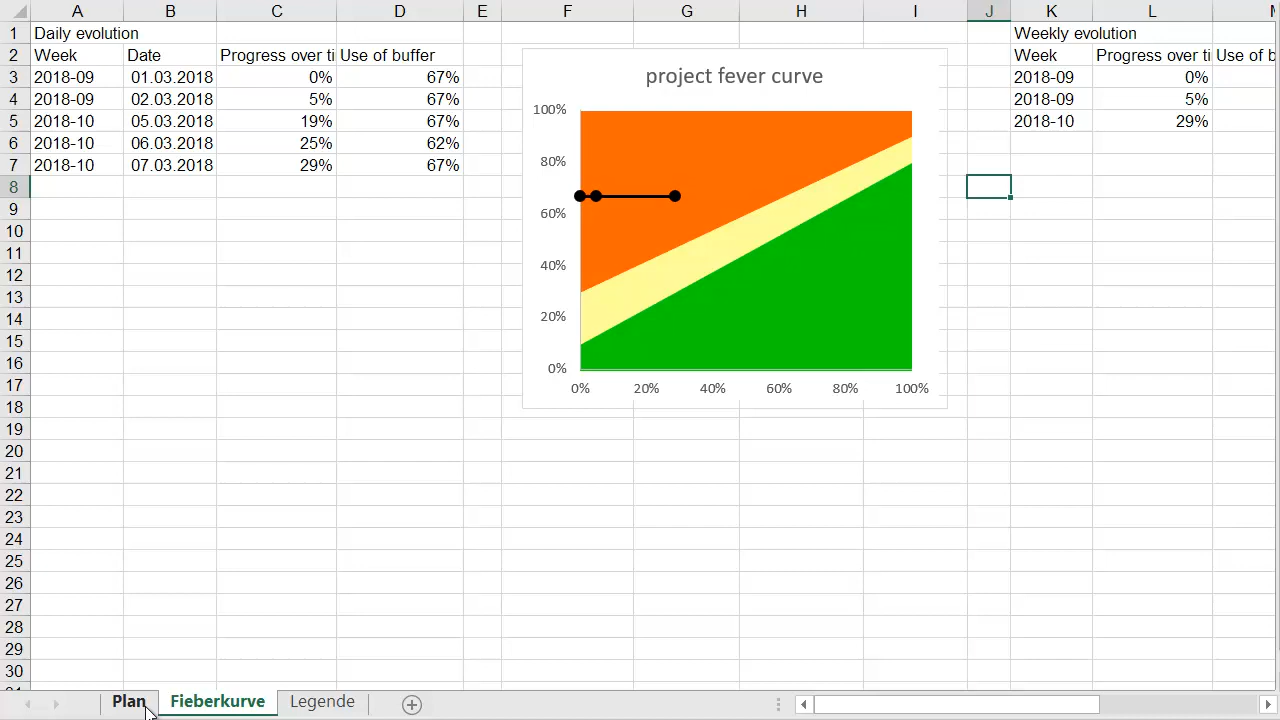 A B C D E F G H I J K L
1 Daily evolution Weekly evolution
2 Week Date Progress over ti Use of buffer Week Progress over ti Use of b
3 2018-09 01.03.2018 0% 67% 2018-09 0%
4 2018-09 02.03.2018 5% 67% 2018-09 5%
5 2018-10 05.03.2018 19% 67% 2018-10 29%
6 2018-10 06.03.2018 25% 62%
7 2018-10 07.03.2018 29% 67%
8
9
10
11
12
13
14
15
16
17
18
19
20
21
22
23
24
25
26
27
28
29
30
project fever curve
100%
80%
60%
40%
20%
0%
0% 20% 40% 60% 80% 100%
Plan Fieberkurve Legende